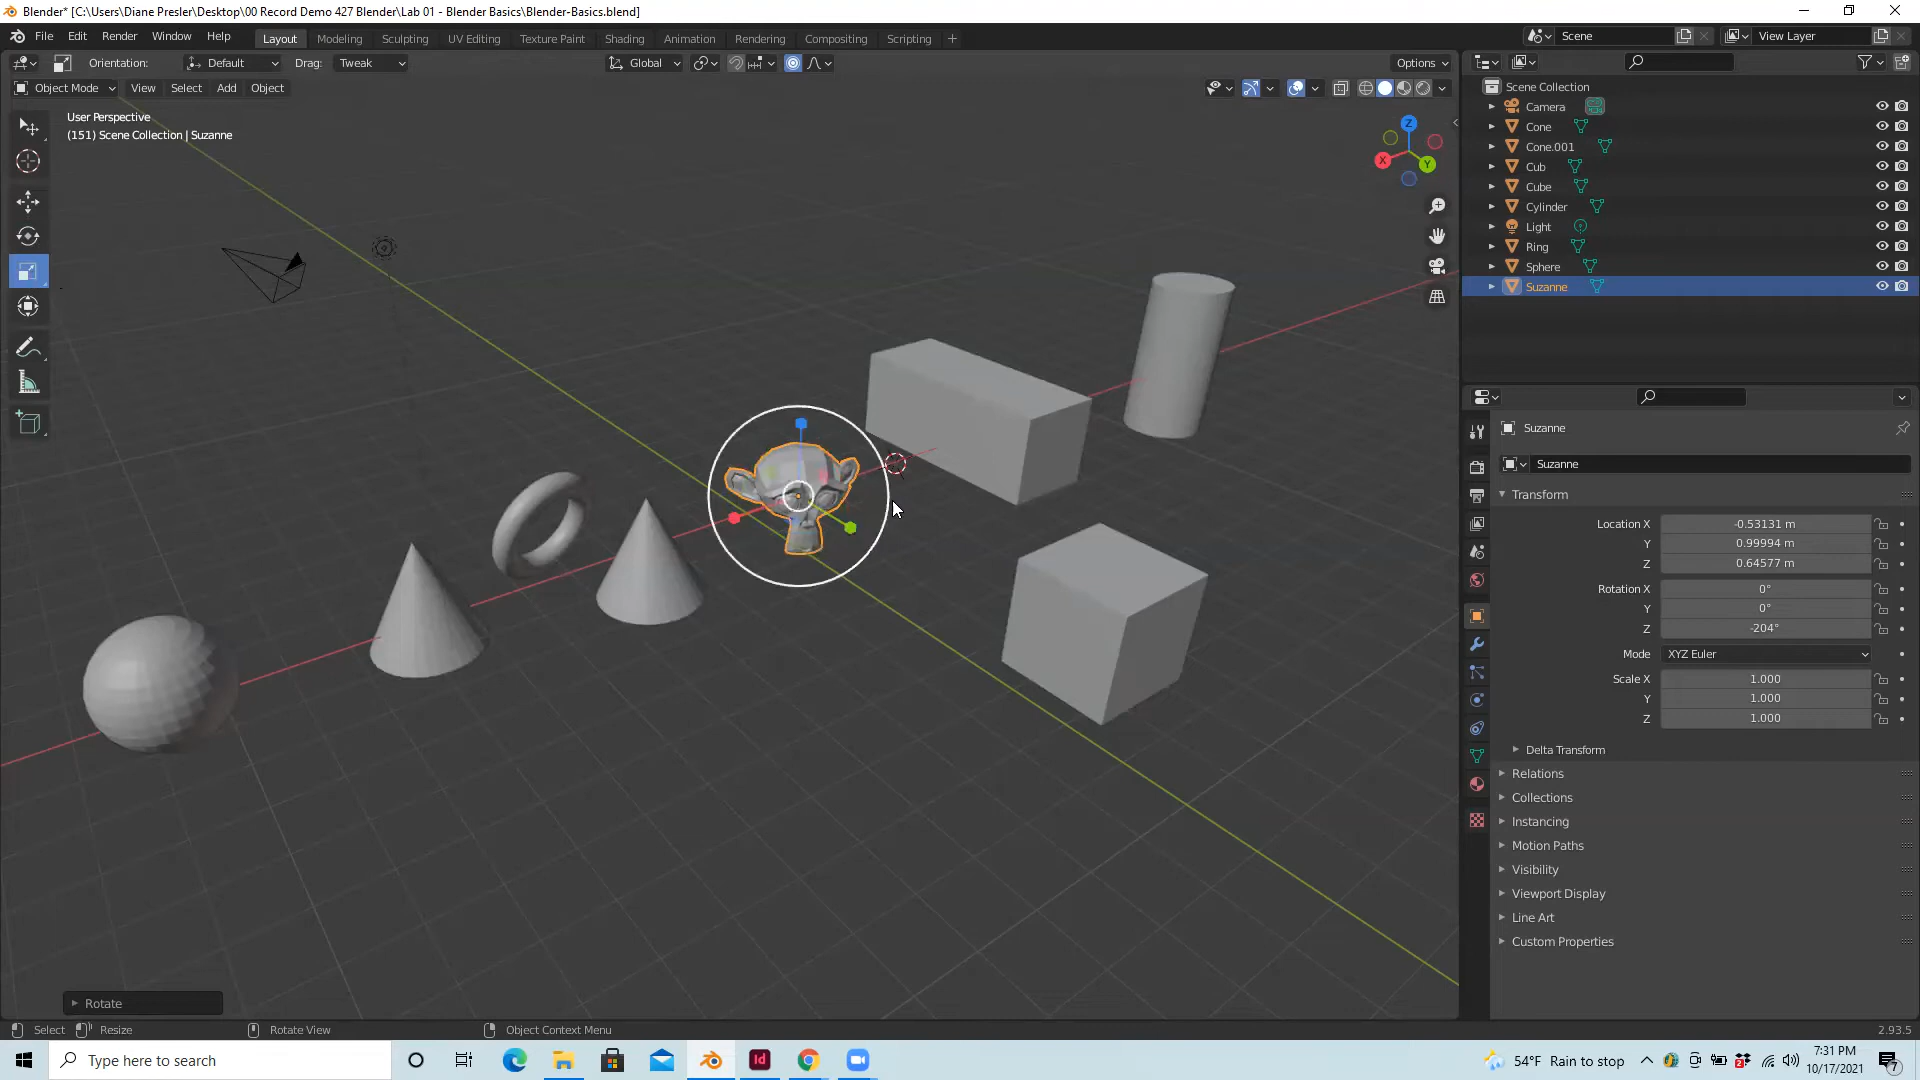 Blender* [C:\Users\Diane Presler\Desktop\00 Record Demo 427 Blender\Lab 01 - Blender Basics\Blender-Basics.blend]
File Edit Render Window Help Layout Modeling Sculpting UV Editing Texture Paint Shading Animation Rendering Compositing Scripting + Scene View Layer
Orientation: Default Drag: Tweak Global Options
Object Mode View Select Add Object
User Perspective
(151) Scene Collection | Suzanne
Z
X
Y
Scene Collection
Camera
Cone
Cone.001
Cub
Cube
Cylinder
Light
Ring
Sphere
Suzanne
Suzanne
Suzanne
Transform
Location X -0.53131 m
Y 0.99994 m
Z 0.64577 m
Rotation X 0°
Y 0°
Z -204°
Mode XYZ Euler
Scale X 1.000
Y 1.000
Z 1.000
Delta Transform
Relations
Collections
Instancing
Motion Paths
Visibility
Viewport Display
Line Art
Custom Properties
Rotate
Select Resize Rotate View Object Context Menu 2.93.5
Type here to search
Id
54°F Rain to stop
7:31 PM
10/17/2021
7